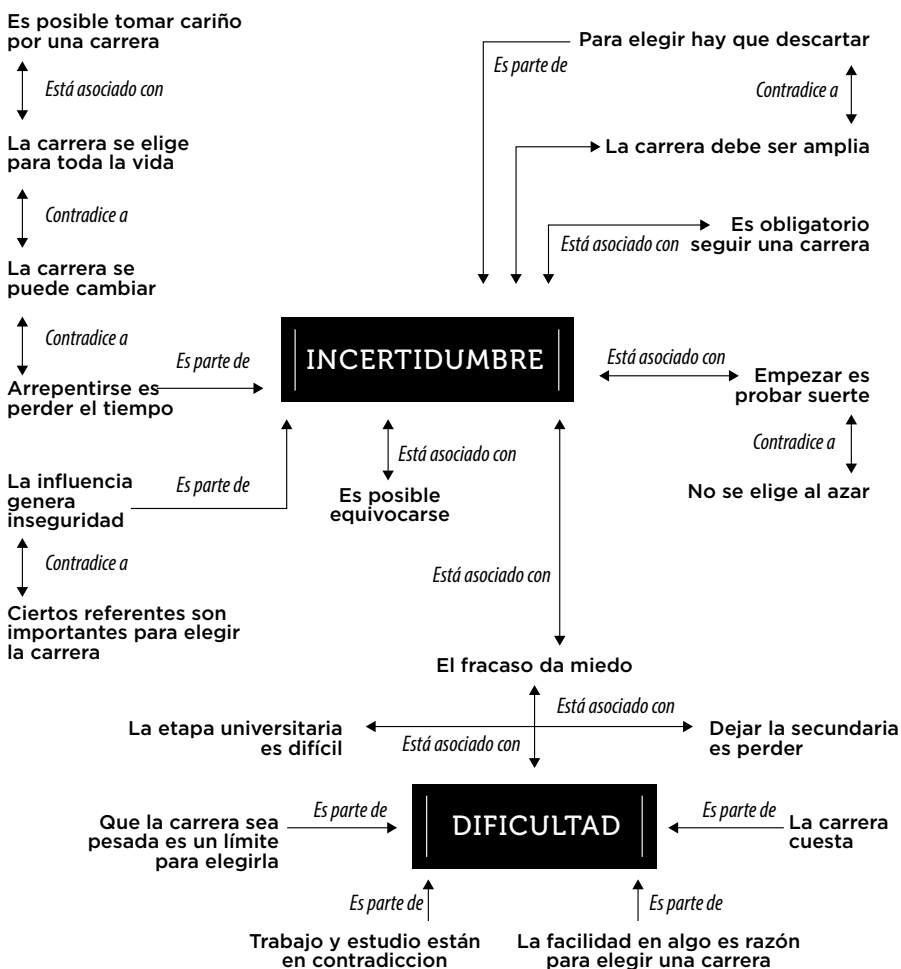 Es posible tomar cariño
por una carrera
Está asociado con
La carrera se elige
para toda la vida
Contradice a
La carrera se
puede cambiar
Contradice a
Arrepentirse es
perder el tiempo
Es parte de
La influencia
genera
inseguridad
Es parte de
Contradice a
Ciertos referentes son
importantes para elegir
la carrera
Para elegir hay que descartar
Es parte de
Contradice a
La carrera debe ser amplia
Es obligatorio
seguir una carrera
Está asociado con
INCERTIDUMBRE
Está asociado con
Empezar es
probar suerte
Contradice a
No se elige al azar
Está asociado con
Es posible
equivocarse
Está asociado con
El fracaso da miedo
Está asociado con
La etapa universitaria
es difícil
Está asociado con
Dejar la secundaria
es perder
DIFICULTAD
Es parte de
Que la carrera sea
pesada es un límite
para elegirla
Es parte de
La carrera
cuesta
Es parte de
Trabajo y estudio están
en contradiccion
Es parte de
La facilidad en algo es razón
para elegir una carrera